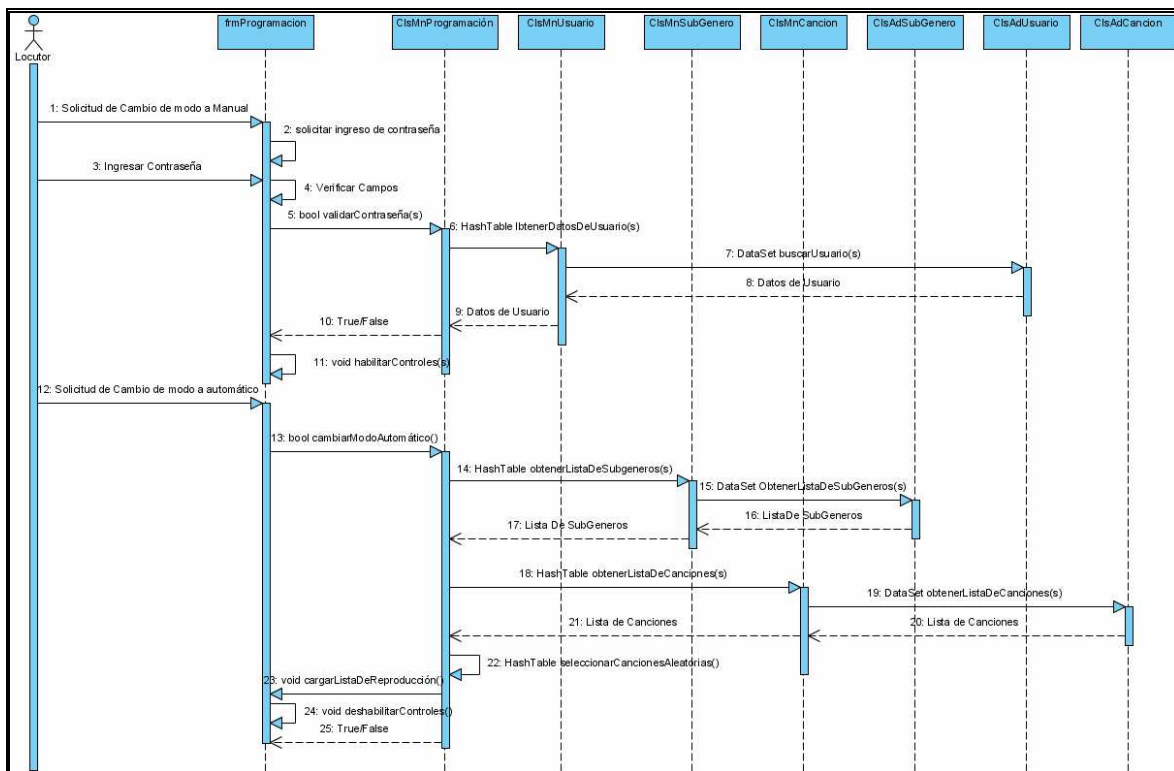 frmProgramacion
ClsMnProgramación
ClsMnUsuario
ClsMnSubGenero
ClsMnCancion
ClsAdSubGenero
ClsAdUsuario
ClsAdCancion
Locutor
1: Solicitud de Cambio de modo a Manual
2: solicitar ingreso de contraseña
3: Ingresar Contraseña
4: Verificar Campos
5: bool validarContraseña(s)
6: HashTable lbtenerDatosDeUsuario(s)
7: DataSet buscarUsuario(s)
8: Datos de Usuario
9: Datos de Usuario
10: True/False
11: void habilitarControles(s)
12: Solicitud de Cambio de modo a automático
13: bool cambiarModoAutomático()
14: HashTable obtenerListaDeSubgeneros(s)
15: DataSet ObtenerListaDeSubGeneros(s)
16: ListaDe SubGeneros
17: Lista De SubGeneros
18: HashTable obtenerListaDeCanciones(s)
19: DataSet obtenerListaDeCanciones(s)
20: Lista de Canciones
21: Lista de Canciones
22: HashTable seleccionarCancionesAleatórias()
23: void cargarListaDeReproducción()
24: void deshabilitarControles()
25: True/False